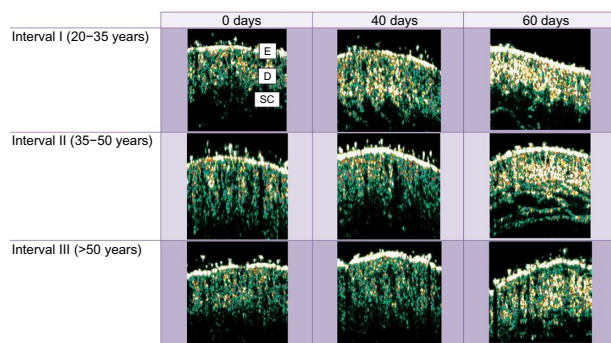 0 days 40 days 60 days
Interval I (20−35 years)
E
D
SC
Interval II (35−50 years)
Interval III (>50 years)